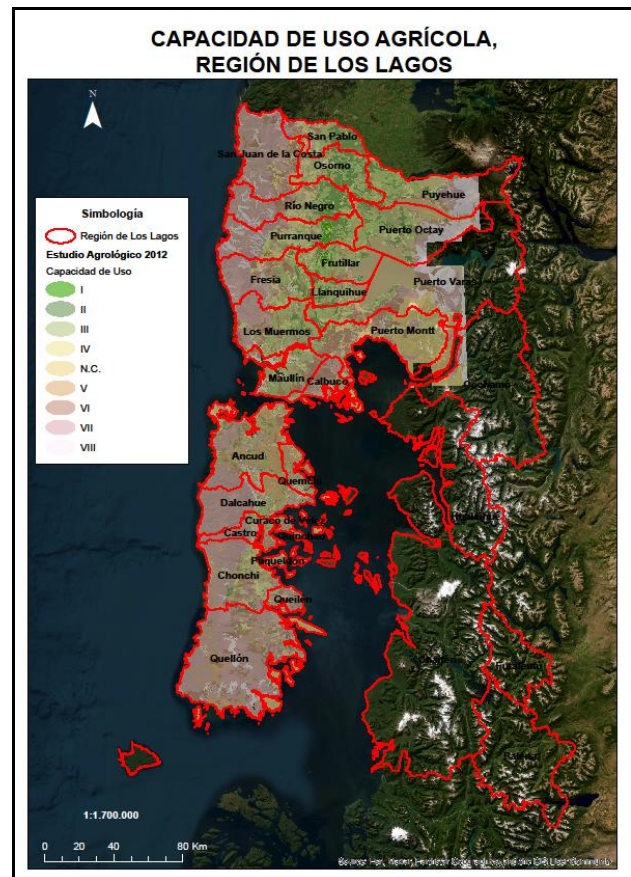 CAPACIDAD DE USO AGRÍCOLA,
REGIÓN DE LOS LAGOS
N
San Pablo
San Juan de la Costa
Osorno
Puyehue
Río Negro
Puerto Octay
Purranque
Frutillar
Puerto Varas
Fresia
Llanquihue
Los Muermos
Puerto Montt
Maullín
Calbuco
Cochamó
Ancud
Quemchi
Dalcahue
Curaco de Vélez
Castro
Puqueldón
Chonchi
Queilén
Quellón
Simbología
Región de Los Lagos
Estudio Agrológico 2012
Capacidad de Uso
I
II
III
IV
N.C.
V
VI
VII
VIII
1:1.700.000
0 20 40 80 Km